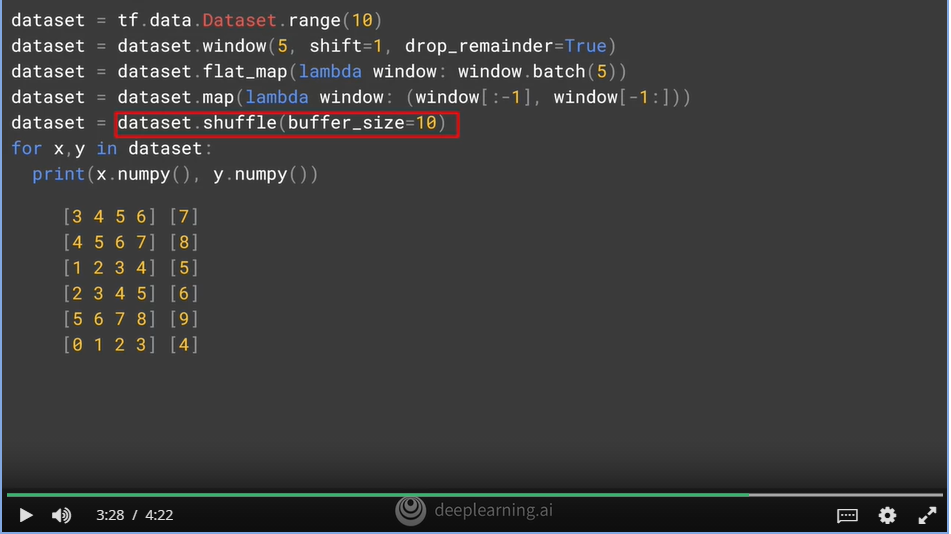 dataset = tf.data.Dataset.range(10)
dataset = dataset.window(5, shift=1, drop_remainder=True)
dataset = dataset.flat_map(lambda window: window.batch(5))
dataset = dataset.map(lambda window: (window[:-1], window[-1:]))
dataset = dataset.shuffle(buffer_size=10)
for x,y in dataset:
  print(x.numpy(), y.numpy())
[3 4 5 6] [7]
[4 5 6 7] [8]
[1 2 3 4] [5]
[2 3 4 5] [6]
[5 6 7 8] [9]
[0 1 2 3] [4]
deeplearning.ai
3:28 / 4:22